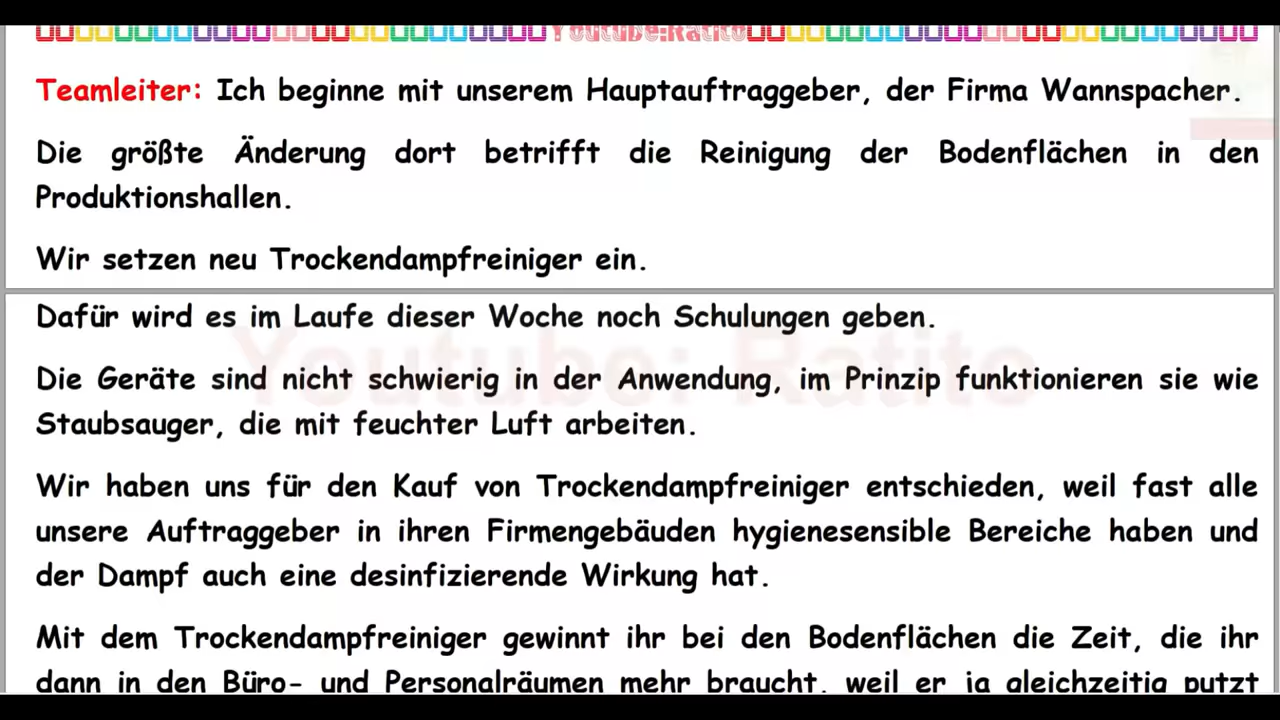 Youtube:Ratito
Teamleiter: Ich beginne mit unserem Hauptauftraggeber, der Firma Wannspacher.
Die größte Änderung dort betrifft die Reinigung der Bodenflächen in den
Produktionshallen.
Wir setzen neu Trockendampfreiniger ein.
Dafür wird es im Laufe dieser Woche noch Schulungen geben.
Youtube: Ratito
Die Geräte sind nicht schwierig in der Anwendung, im Prinzip funktionieren sie wie
Staubsauger, die mit feuchter Luft arbeiten.
Wir haben uns für den Kauf von Trockendampfreiniger entschieden, weil fast alle
unsere Auftraggeber in ihren Firmengebäuden hygienesensible Bereiche haben und
der Dampf auch eine desinfizierende Wirkung hat.
Mit dem Trockendampfreiniger gewinnt ihr bei den Bodenflächen die Zeit, die ihr
dann in den Büro- und Personalräumen mehr braucht, weil er ja gleichzeitig putzt